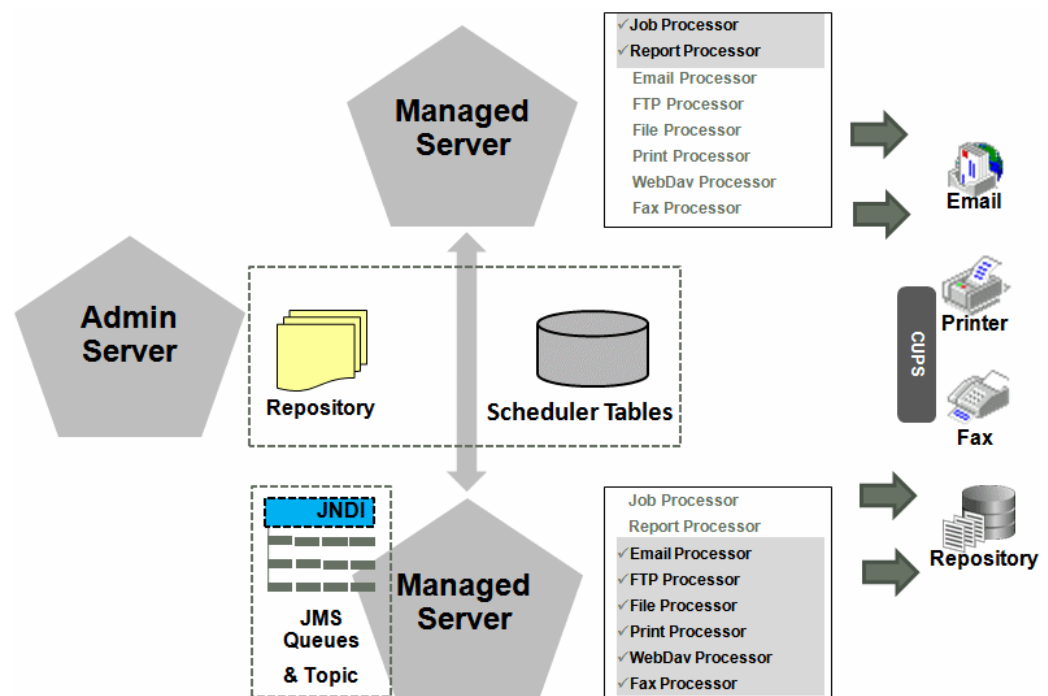 Managed
Server
✓Job Processor
✓Report Processor
Email Processor
FTP Processor
File Processor
Print Processor
WebDav Processor
Fax Processor
Email
Admin
Server
Repository
Scheduler Tables
CUPS
Printer
Fax
JNDI
JMS
Queues
& Topic
Managed
Server
Job Processor
Report Processor
✓Email Processor
✓FTP Processor
✓File Processor
✓Print Processor
✓WebDav Processor
✓Fax Processor
Repository